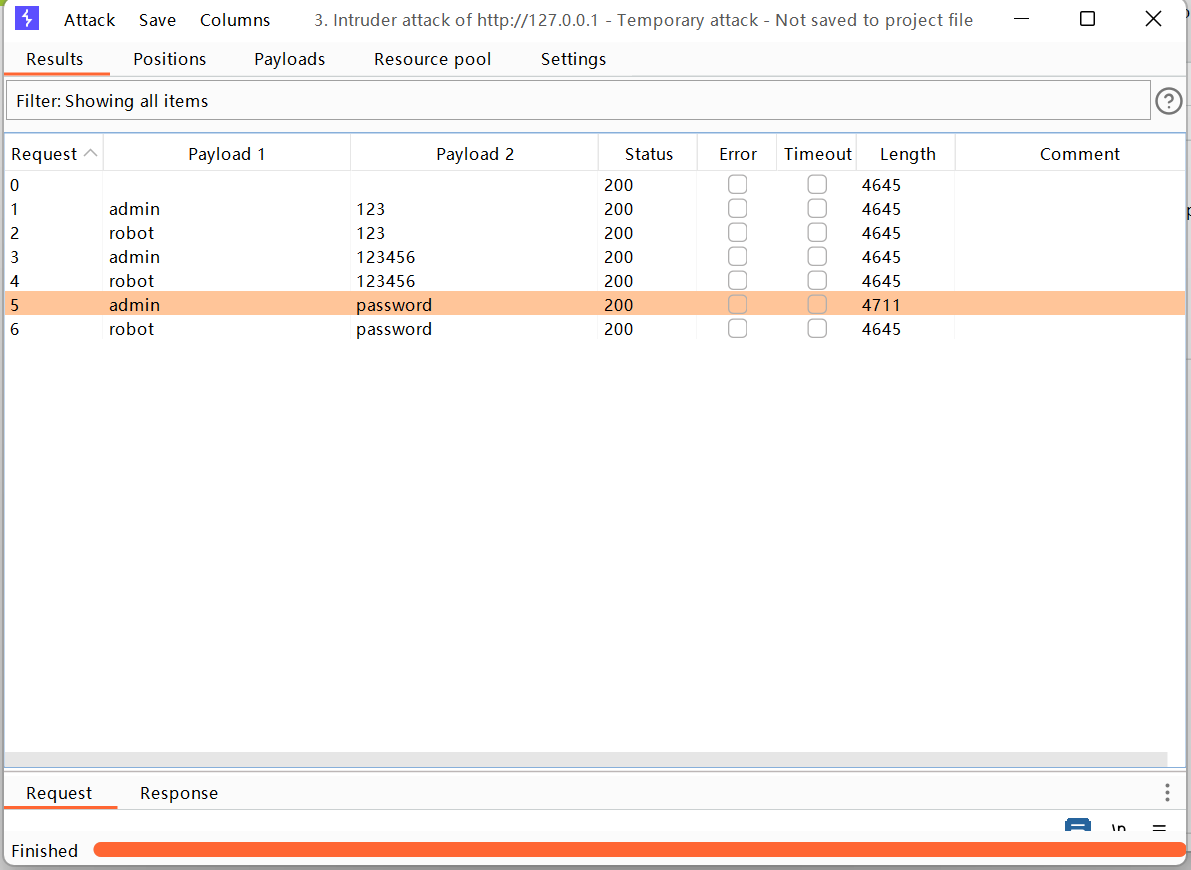 Attack Save Columns 3. Intruder attack of http://127.0.0.1 - Temporary attack - Not saved to project file
Results Positions Payloads Resource pool Settings
Filter: Showing all items
Request Payload 1 Payload 2 Status Error Timeout Length Comment
0 200 4645
1 admin 123 200 4645
2 robot 123 200 4645
3 admin 123456 200 4645
4 robot 123456 200 4645
5 admin password 200 4711
6 robot password 200 4645
Request Response
Finished